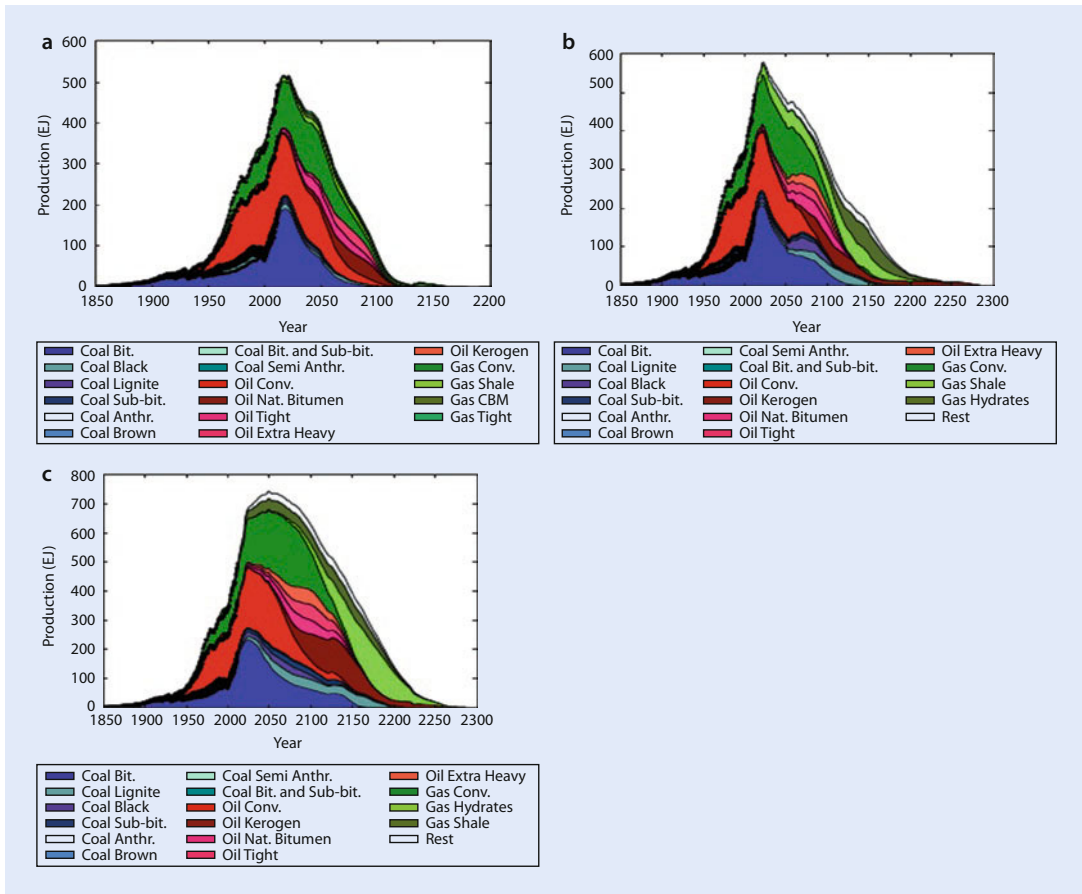 a
600
500
400
300
200
100
0
Production (EJ)
1850 1900 1950 2000 2050 2100 2150 2200
Year
Coal Bit. Coal Bit. and Sub-bit. Oil Kerogen
Coal Black Coal Semi Anthr. Gas Conv.
Coal Lignite Oil Conv. Gas Shale
Coal Sub-bit. Oil Nat. Bitumen Gas CBM
Coal Anthr. Oil Tight Gas Tight
Coal Brown Oil Extra Heavy
b
600
500
400
300
200
100
0
Production (EJ)
1850 1900 1950 2000 2050 2100 2150 2200 2300
Year
Coal Bit. Coal Semi Anthr. Oil Extra Heavy
Coal Lignite Coal Bit. and Sub-bit. Gas Conv.
Coal Black Oil Conv. Gas Shale
Coal Sub-bit. Oil Kerogen Gas Hydrates
Coal Anthr. Oil Nat. Bitumen Rest
Coal Brown Oil Tight
c
800
700
600
500
400
300
200
100
0
Production (EJ)
1850 1900 1950 2000 2050 2100 2150 2200 2250 2300
Year
Coal Bit. Coal Semi Anthr. Oil Extra Heavy
Coal Lignite Coal Bit. and Sub-bit. Gas Conv.
Coal Black Oil Conv. Gas Hydrates
Coal Sub-bit. Oil Kerogen Gas Shale
Coal Anthr. Oil Nat. Bitumen Rest
Coal Brown Oil Tight